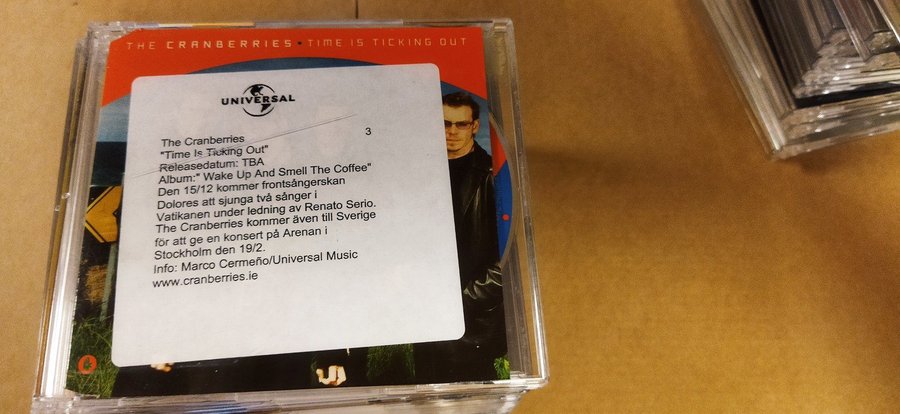 THE CRANBERRIES • TIME IS TICKING OUT
UNIVERSAL
3
The Cranberries
"Time Is Ticking Out"
Releasedatum: TBA
Album:" Wake Up And Smell The Coffee"
Den 15/12 kommer frontsångerskan
Dolores att sjunga två sånger i
Vatikanen under ledning av Renato Serio.
The Cranberries kommer även till Sverige
för att ge en konsert på Arenan i
Stockholm den 19/2.
Info: Marco Cermeño/Universal Music
www.cranberries.ie